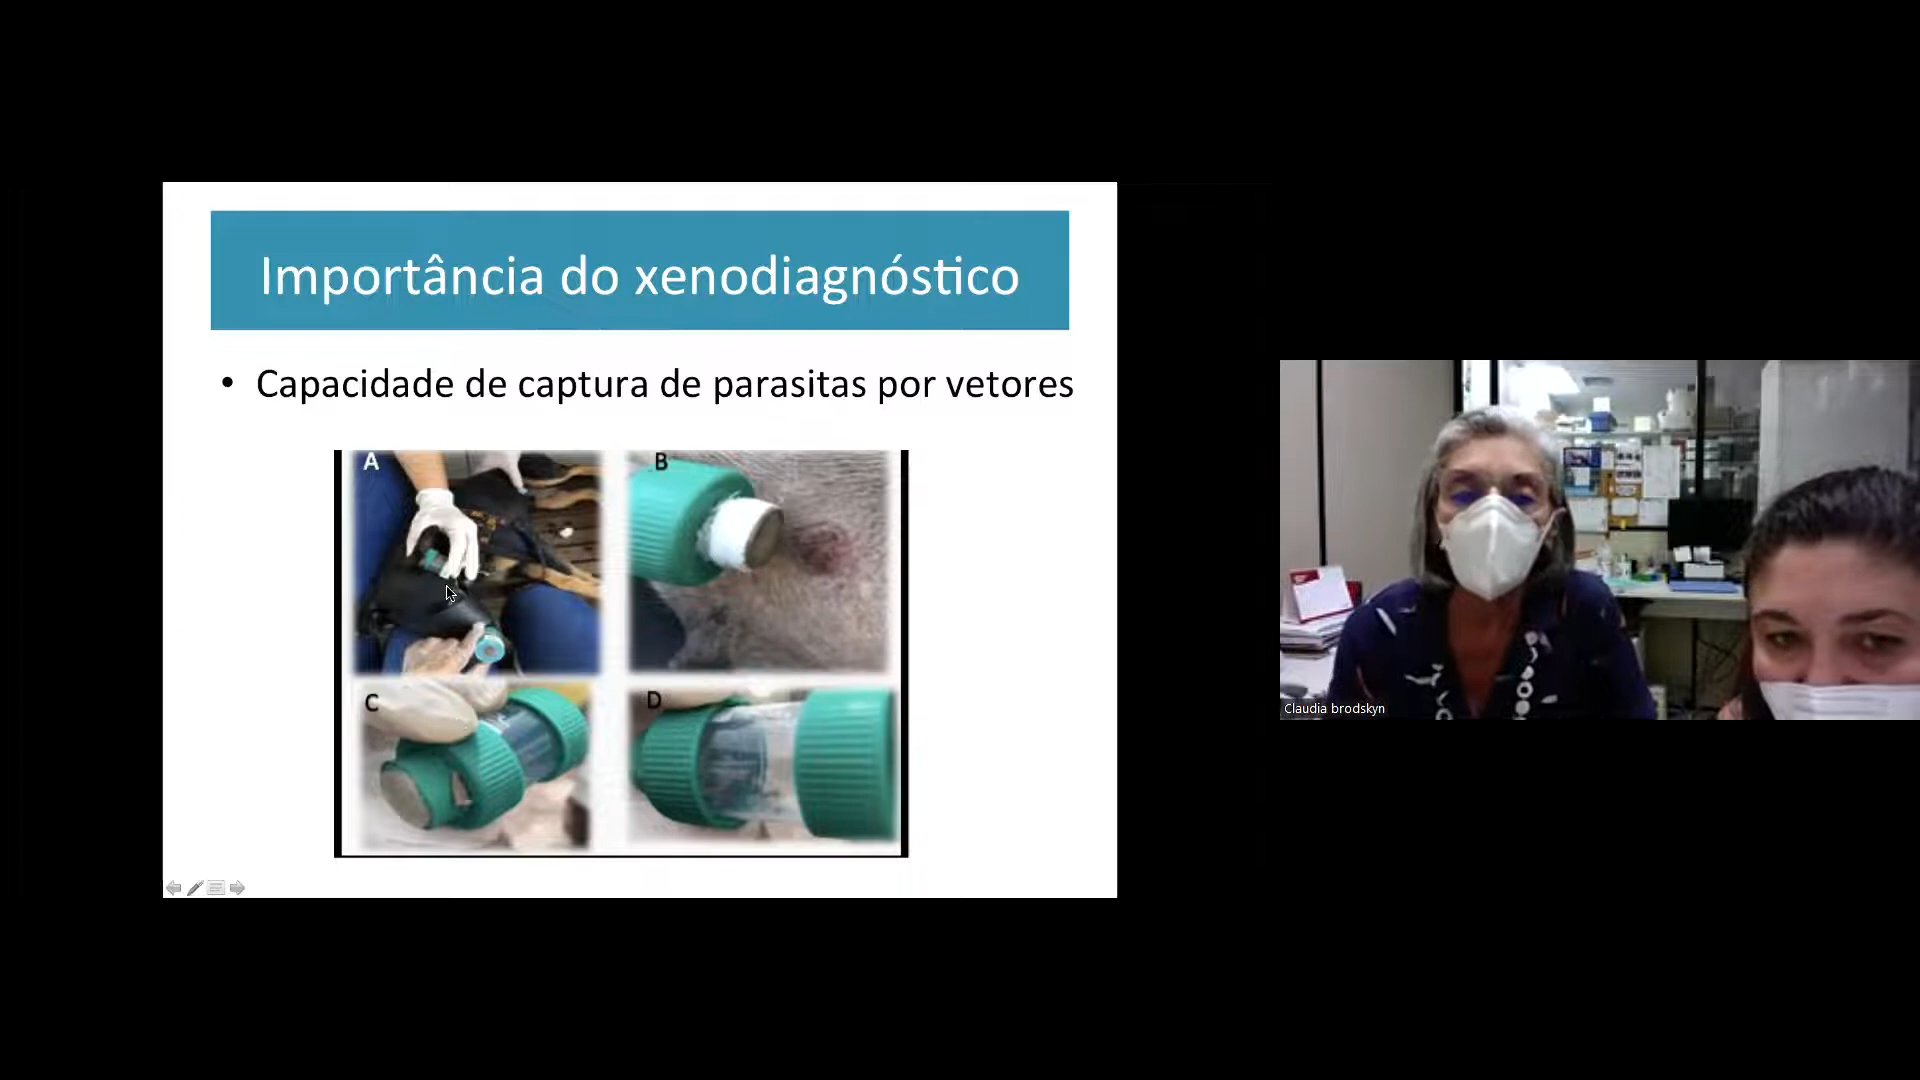 Importância do xenodiagnóstico
• Capacidade de captura de parasitas por vetores
A
B
C
D
Claudia brodskyn